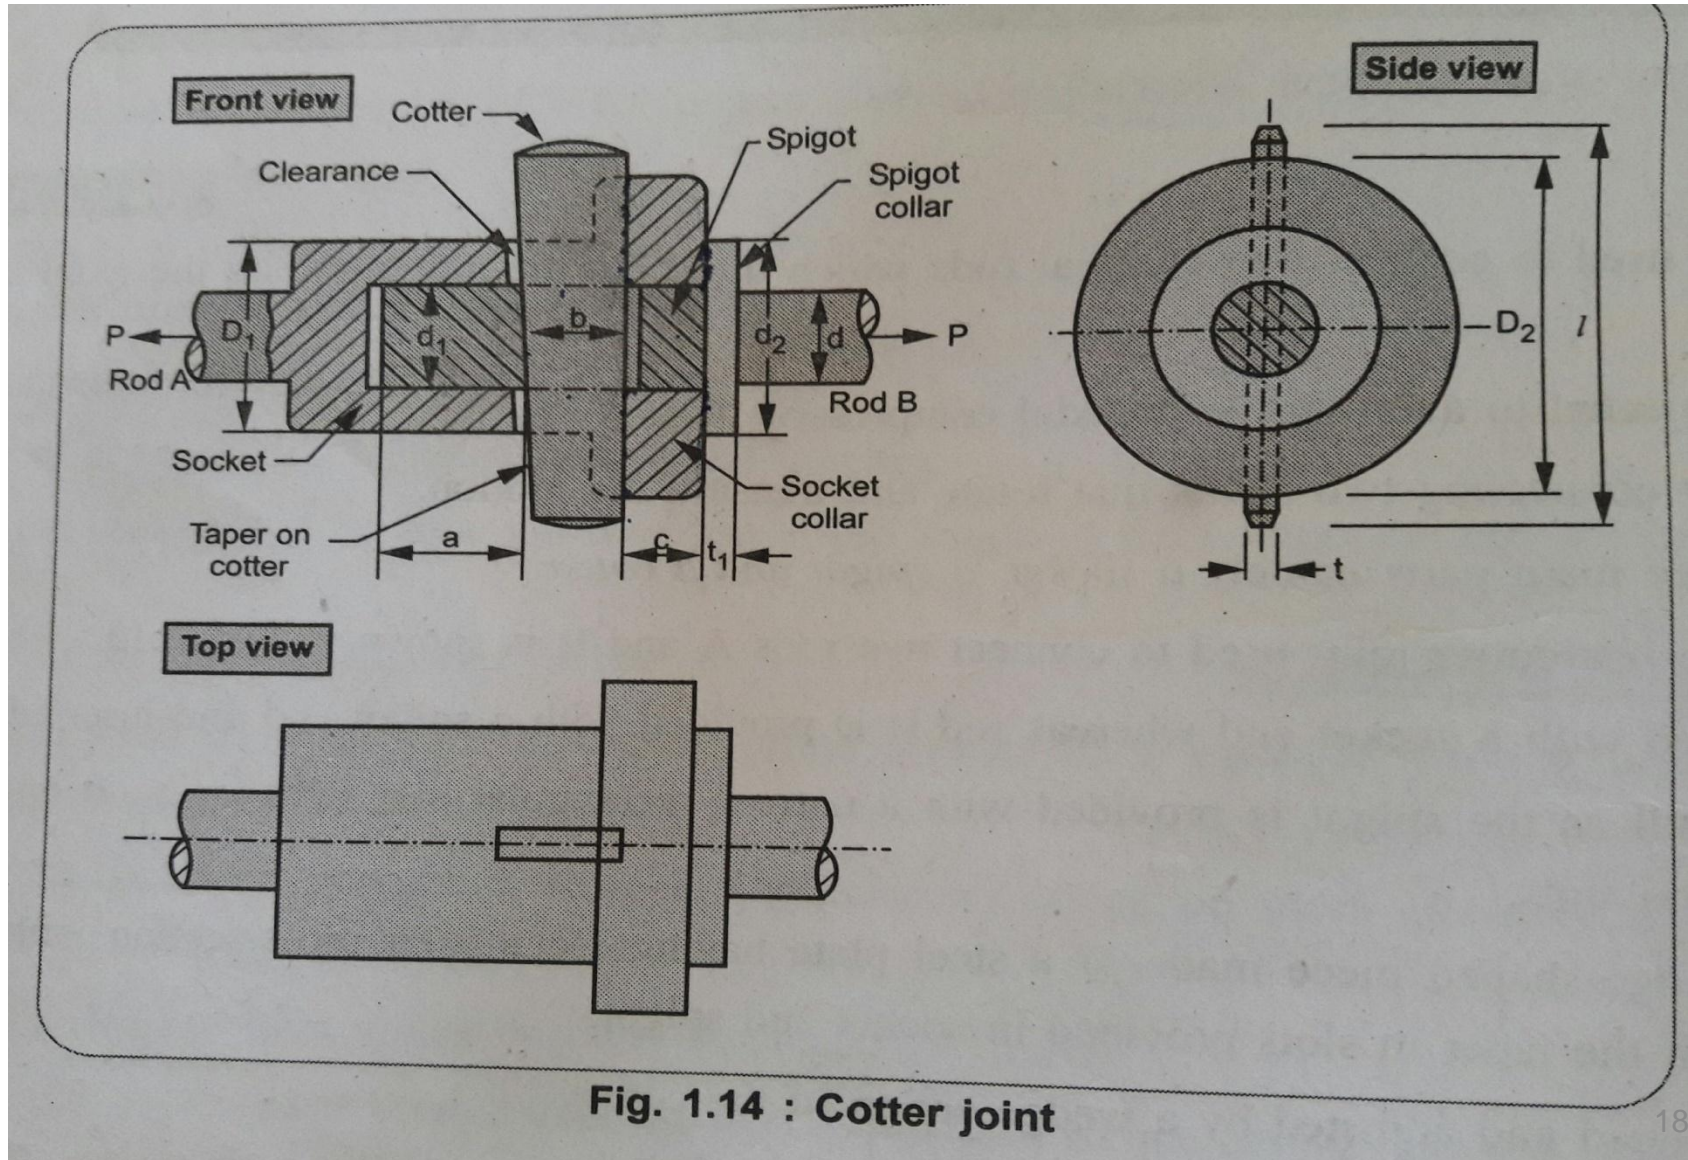 Front view
Side view
Cotter
Spigot
Clearance
Spigot
collar
P
D1
d1
b
d2
d
P
D2
l
Rod A
Rod B
Socket
Socket
collar
Taper on
cotter
a
c
t1
t
Top view
Fig. 1.14 : Cotter joint
18